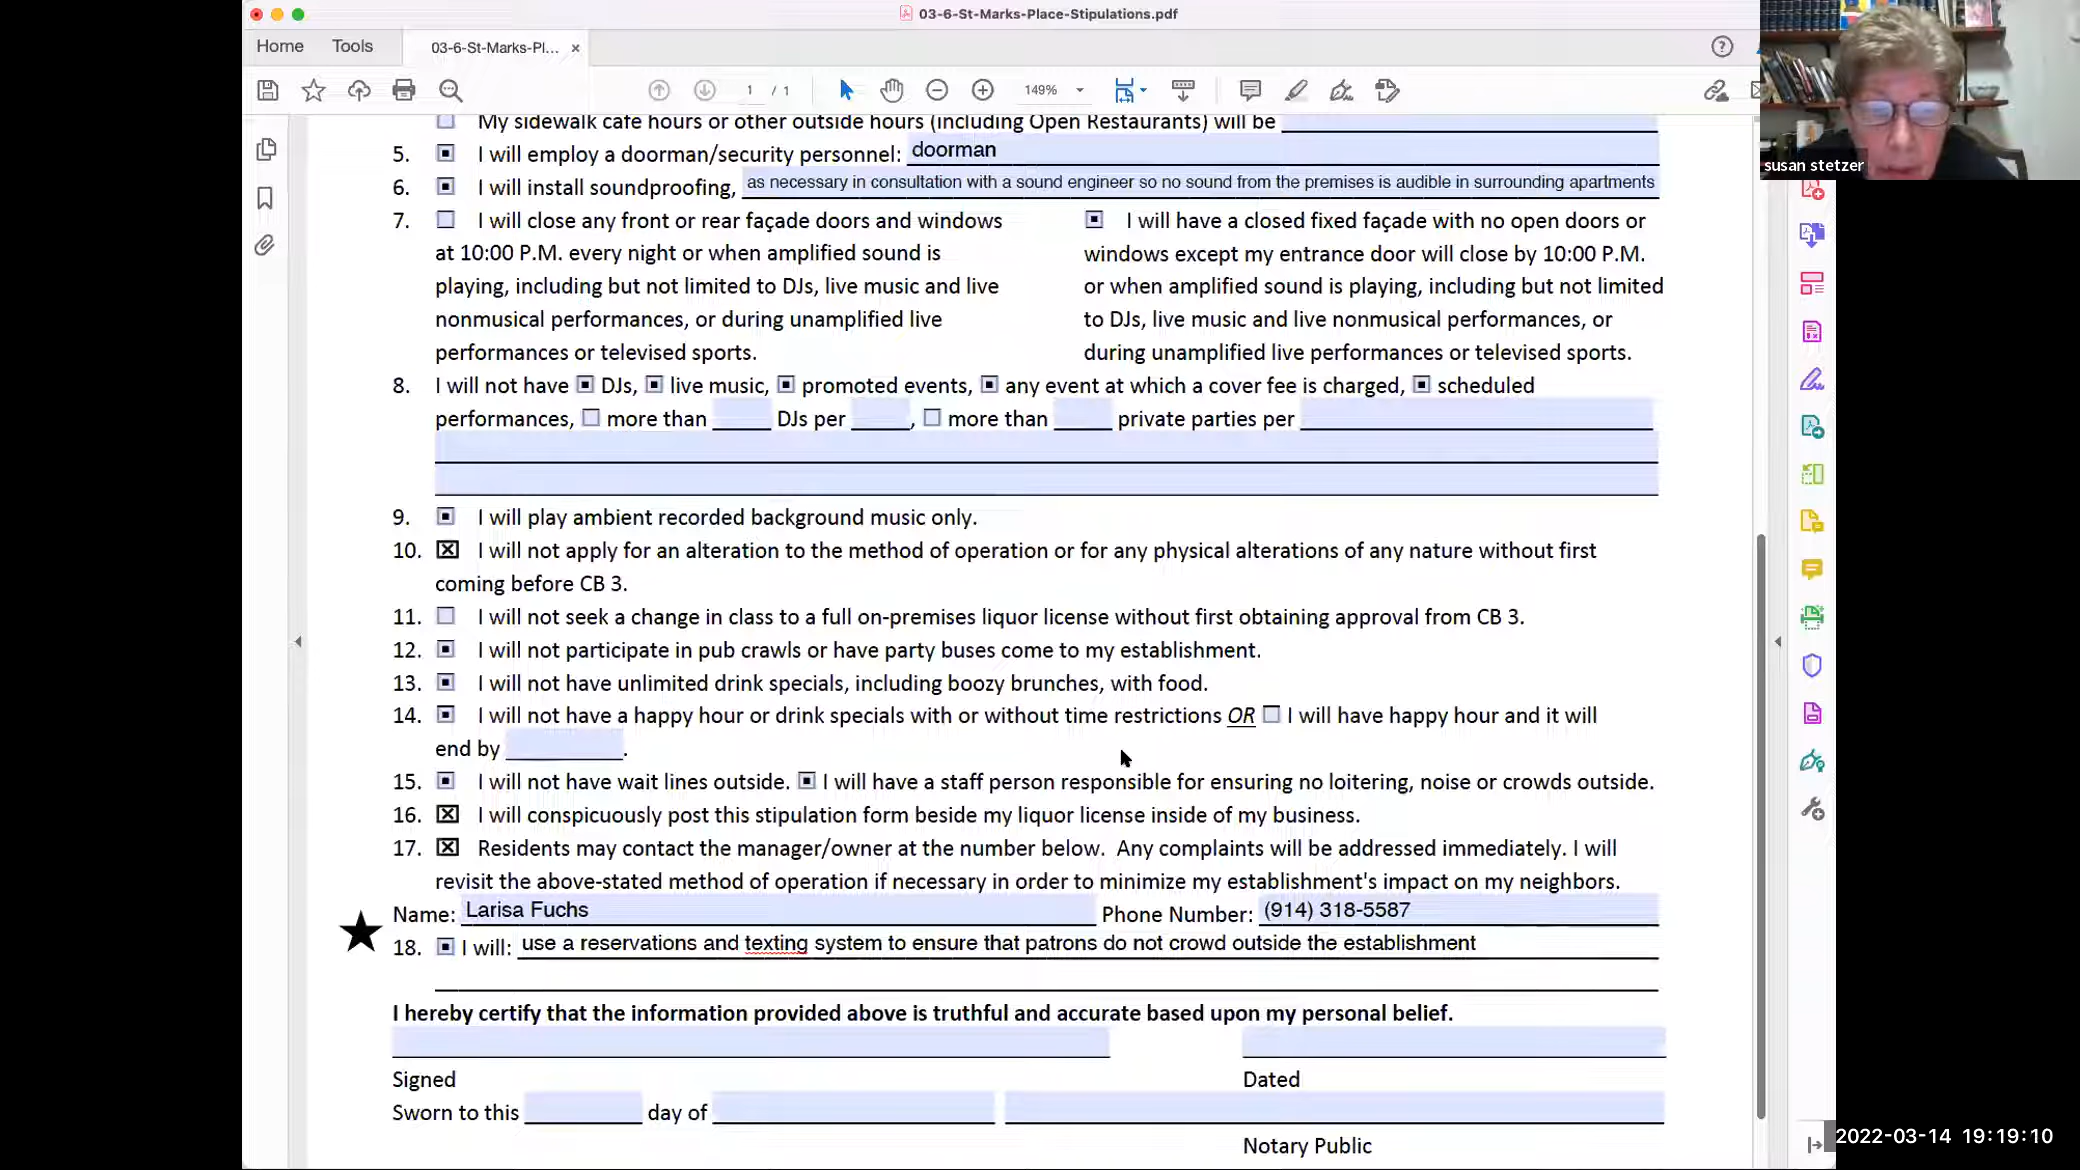 03-6-St-Marks-Place-Stipulations.pdf
Home Tools 03-6-St-Marks-Pl... ×
1 / 1 149%
My sidewalk cafe hours or other outside hours (including Open Restaurants) will be
5. I will employ a doorman/security personnel: doorman
6. I will install soundproofing, as necessary in consultation with a sound engineer so no sound from the premises is audible in surrounding apartments
7. I will close any front or rear façade doors and windows
at 10:00 P.M. every night or when amplified sound is
playing, including but not limited to DJs, live music and live
nonmusical performances, or during unamplified live
performances or televised sports.
I will have a closed fixed façade with no open doors or
windows except my entrance door will close by 10:00 P.M.
or when amplified sound is playing, including but not limited
to DJs, live music and live nonmusical performances, or
during unamplified live performances or televised sports.
8. I will not have DJs, live music, promoted events, any event at which a cover fee is charged, scheduled
performances, more than DJs per , more than private parties per
9. I will play ambient recorded background music only.
10. I will not apply for an alteration to the method of operation or for any physical alterations of any nature without first
coming before CB 3.
11. I will not seek a change in class to a full on-premises liquor license without first obtaining approval from CB 3.
12. I will not participate in pub crawls or have party buses come to my establishment.
13. I will not have unlimited drink specials, including boozy brunches, with food.
14. I will not have a happy hour or drink specials with or without time restrictions OR I will have happy hour and it will
end by .
15. I will not have wait lines outside. I will have a staff person responsible for ensuring no loitering, noise or crowds outside.
16. I will conspicuously post this stipulation form beside my liquor license inside of my business.
17. Residents may contact the manager/owner at the number below. Any complaints will be addressed immediately. I will
revisit the above-stated method of operation if necessary in order to minimize my establishment's impact on my neighbors.
Name: Larisa Fuchs Phone Number: (914) 318-5587
18. I will: use a reservations and texting system to ensure that patrons do not crowd outside the establishment
I hereby certify that the information provided above is truthful and accurate based upon my personal belief.
Signed Dated
Sworn to this day of
Notary Public
susan stetzer
2022-03-14 19:19:10